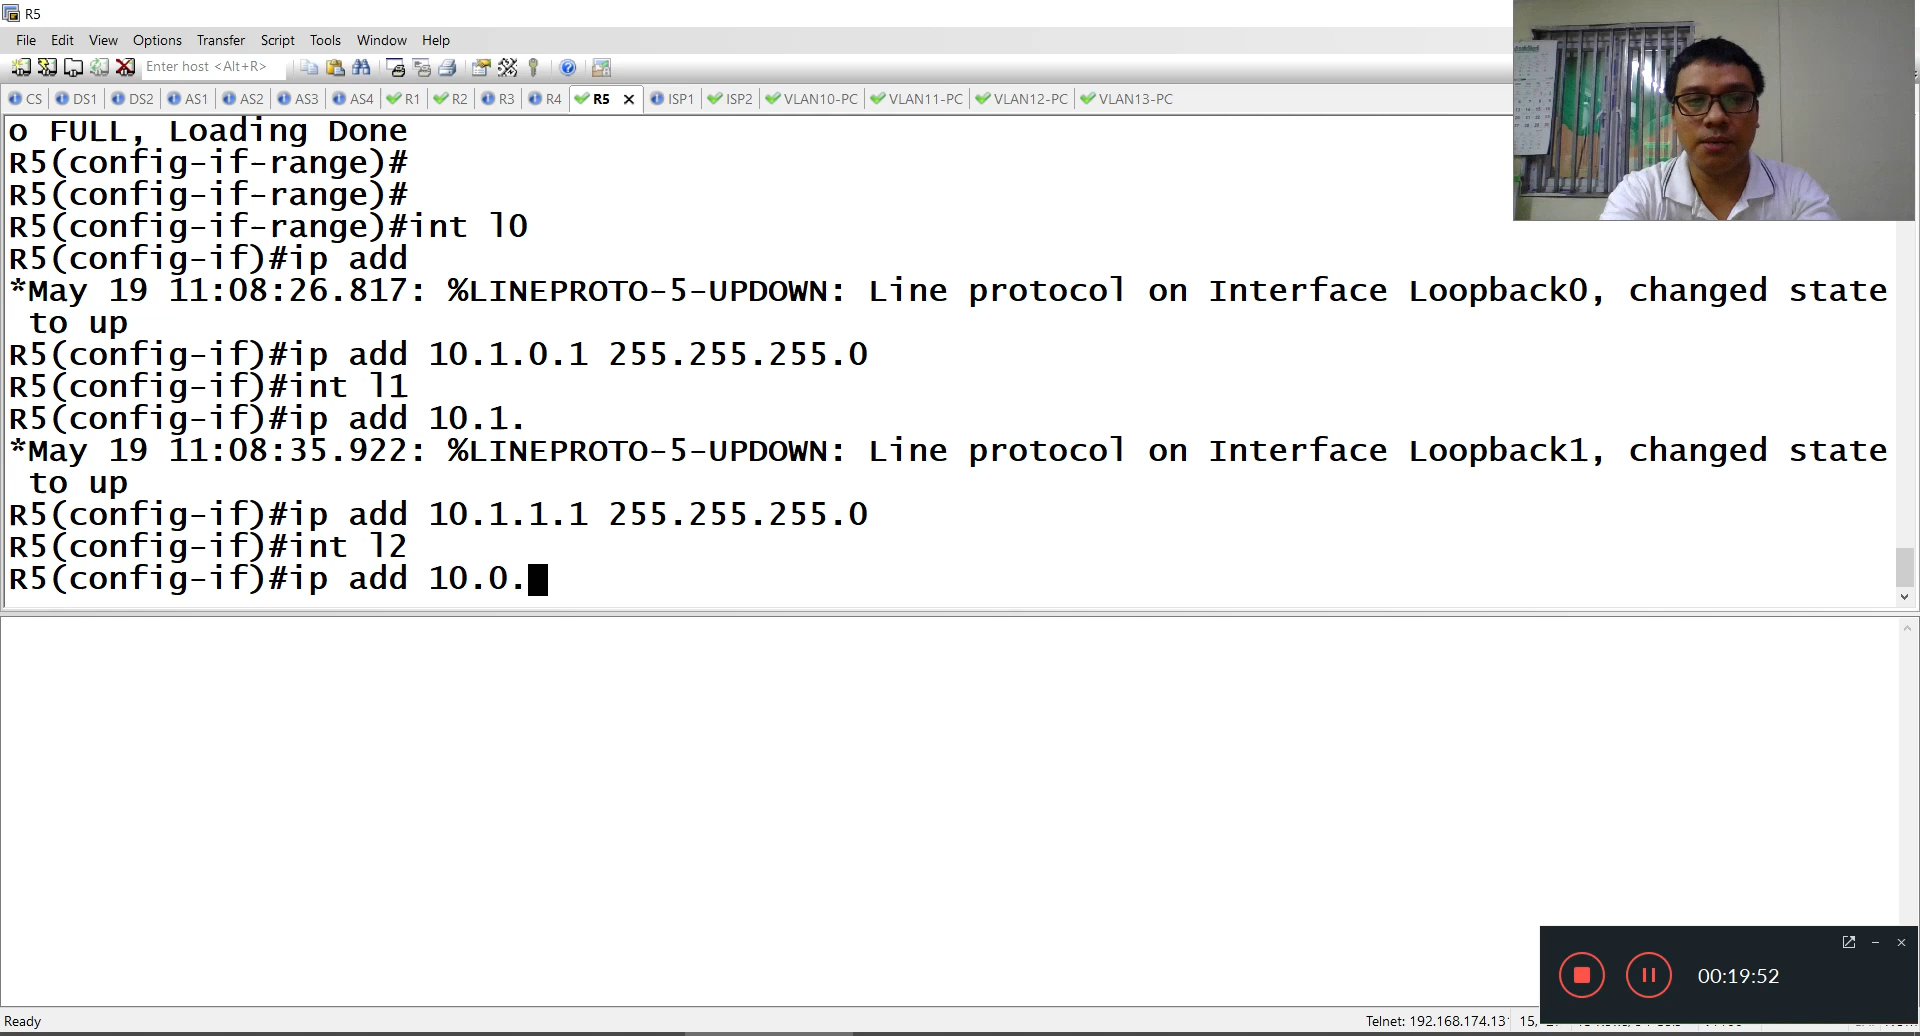 R5
File Edit View Options Transfer Script Tools Window Help
Enter host <Alt+R>
CS DS1 DS2 AS1 AS2 AS3 AS4 R1 R2 R3 R4 R5 ISP1 ISP2 VLAN10-PC VLAN11-PC VLAN12-PC VLAN13-PC
o FULL, Loading Done
R5(config-if-range)#
R5(config-if-range)#
R5(config-if-range)#int l0
R5(config-if)#ip add
*May 19 11:08:26.817: %LINEPROTO-5-UPDOWN: Line protocol on Interface Loopback0, changed state
to up
R5(config-if)#ip add 10.1.0.1 255.255.255.0
R5(config-if)#int l1
R5(config-if)#ip add 10.1.
*May 19 11:08:35.922: %LINEPROTO-5-UPDOWN: Line protocol on Interface Loopback1, changed state
to up
R5(config-if)#ip add 10.1.1.1 255.255.255.0
R5(config-if)#int l2
R5(config-if)#ip add 10.0.
00:19:52
Ready
Telnet: 192.168.174.13 15,